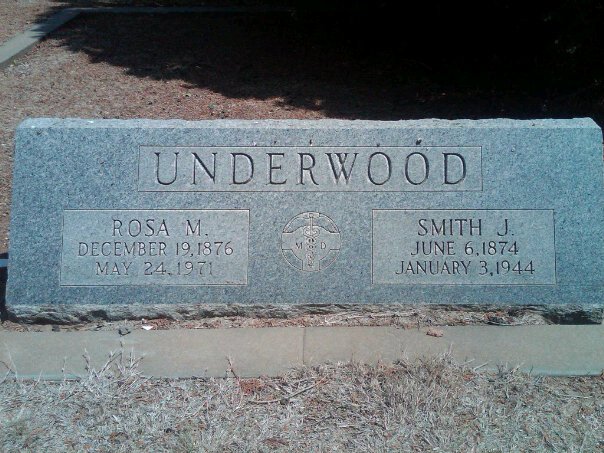 UNDERWOOD
ROSA M.
DECEMBER 19, 1876
MAY 24, 1971
M D
SMITH J.
JUNE 6, 1874
JANUARY 3, 1944